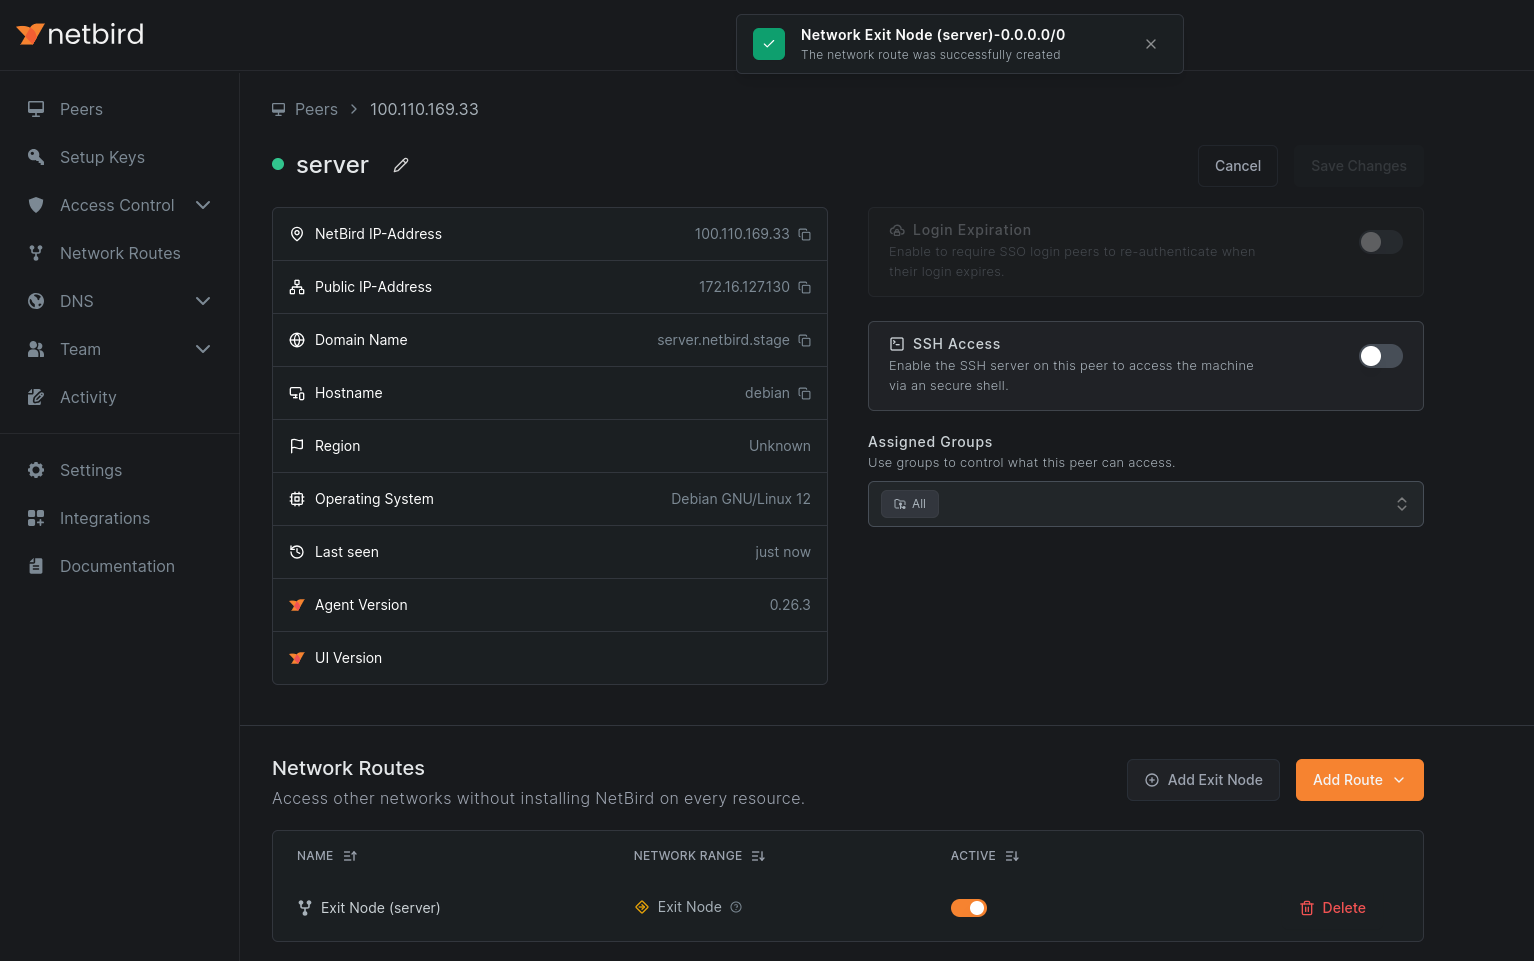 netbird
Network Exit Node (server)-0.0.0.0/0
The network route was successfully created
Peers
Setup Keys
Access Control
Network Routes
DNS
Team
Activity
Settings
Integrations
Documentation
Peers > 100.110.169.33
server
Cancel
Save Changes
NetBird IP-Address 100.110.169.33
Public IP-Address 172.16.127.130
Domain Name server.netbird.stage
Hostname debian
Region Unknown
Operating System Debian GNU/Linux 12
Last seen just now
Agent Version 0.26.3
UI Version
Login Expiration
Enable to require SSO login peers to re-authenticate when
their login expires.
SSH Access
Enable the SSH server on this peer to access the machine
via an secure shell.
Assigned Groups
Use groups to control what this peer can access.
All
Network Routes
Access other networks without installing NetBird on every resource.
Add Exit Node
Add Route
NAME NETWORK RANGE ACTIVE
Exit Node (server) Exit Node Delete